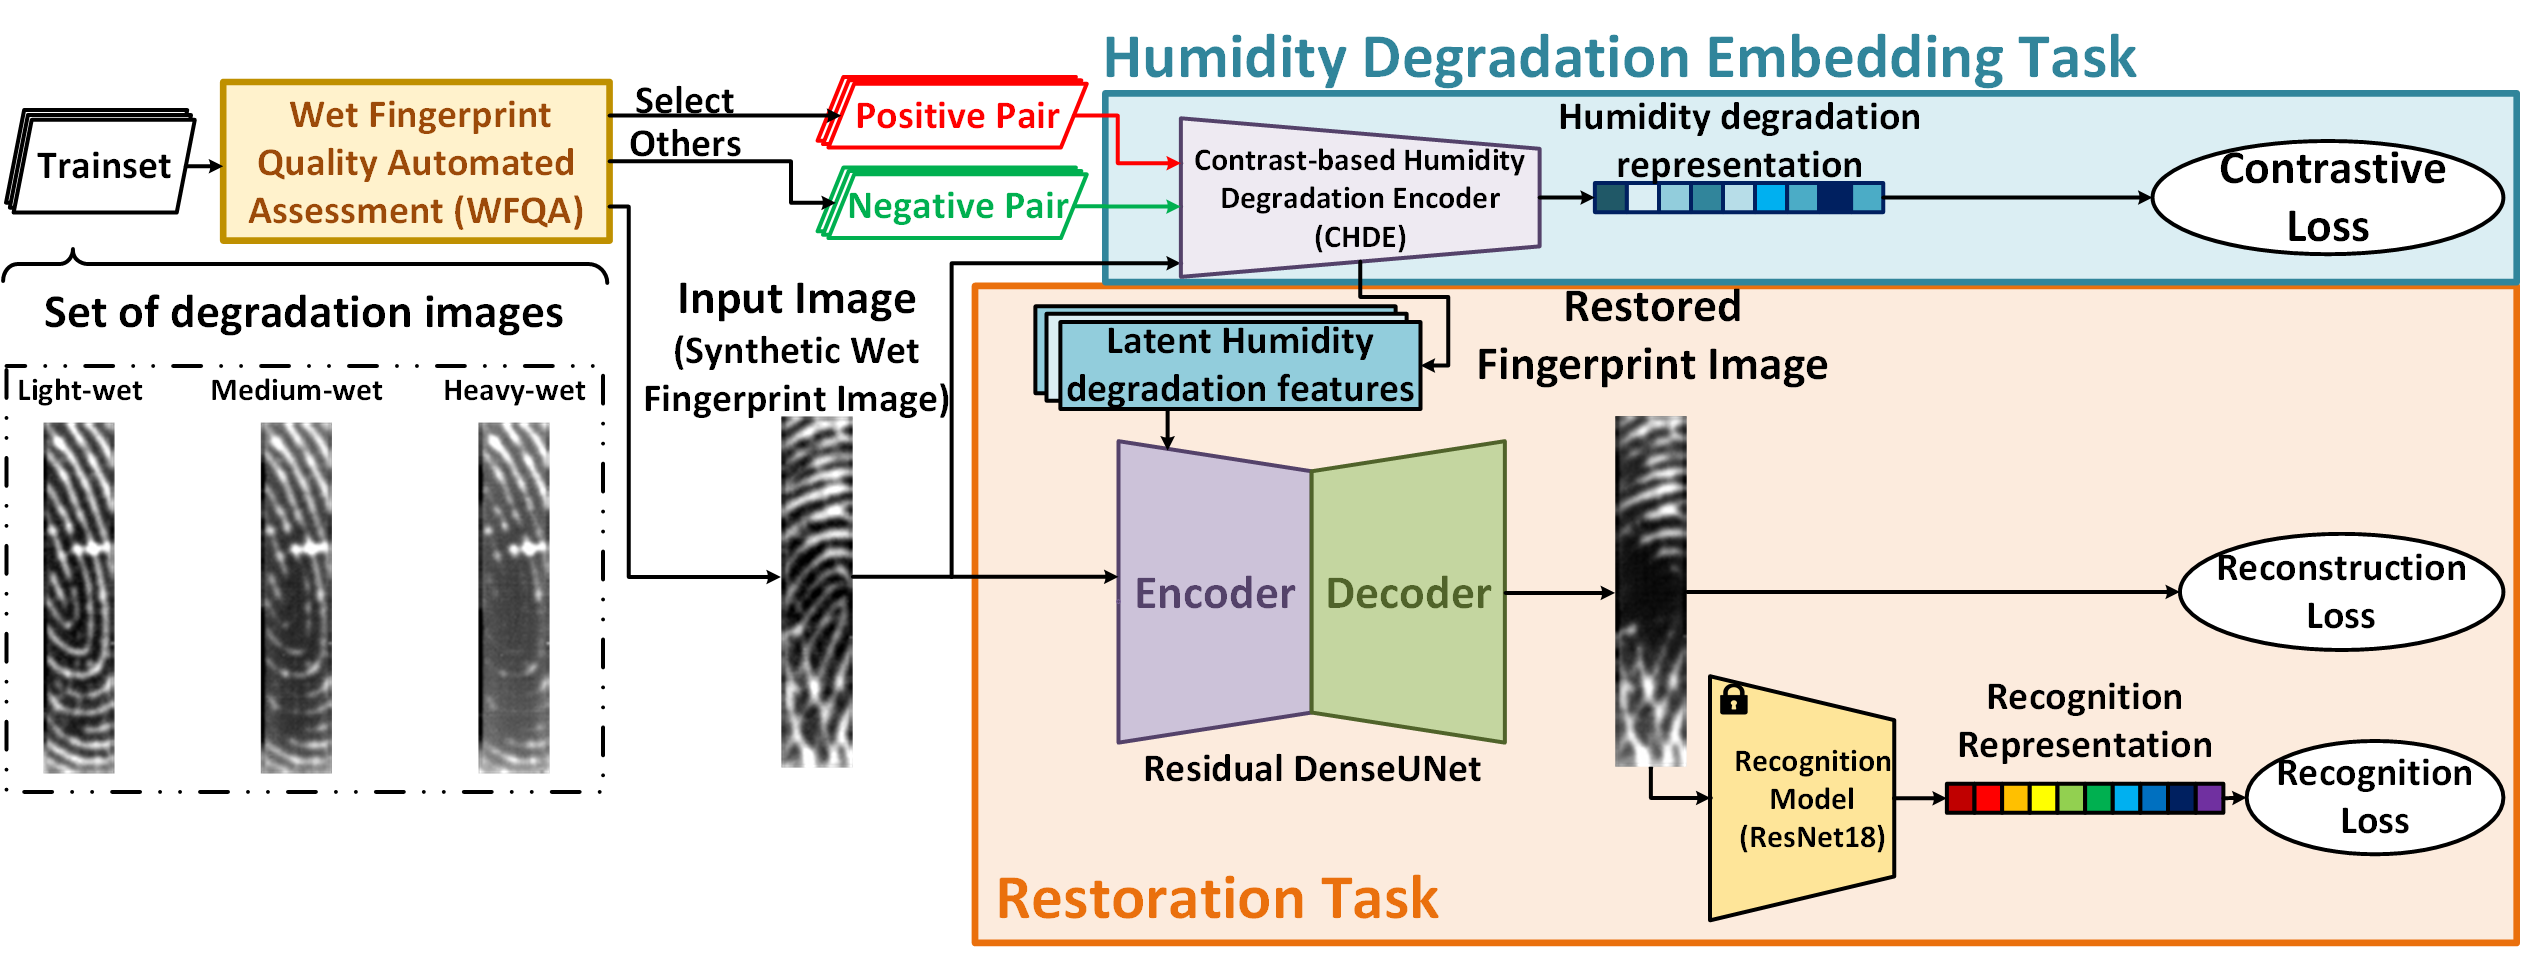 Humidity Degradation Embedding Task
Trainset
Wet Fingerprint
Quality Automated
Assessment (WFQA)
Select
Others
Positive Pair
Negative Pair
Contrast-based Humidity
Degradation Encoder
(CHDE)
Humidity degradation
representation
Contrastive
Loss
Set of degradation images
Light-wet
Medium-wet
Heavy-wet
Input Image
(Synthetic Wet
Fingerprint Image)
Latent Humidity
degradation features
Restored
Fingerprint Image
Encoder
Decoder
Residual DenseUNet
Reconstruction
Loss
Recognition
Model
(ResNet18)
Recognition
Representation
Recognition
Loss
Restoration Task